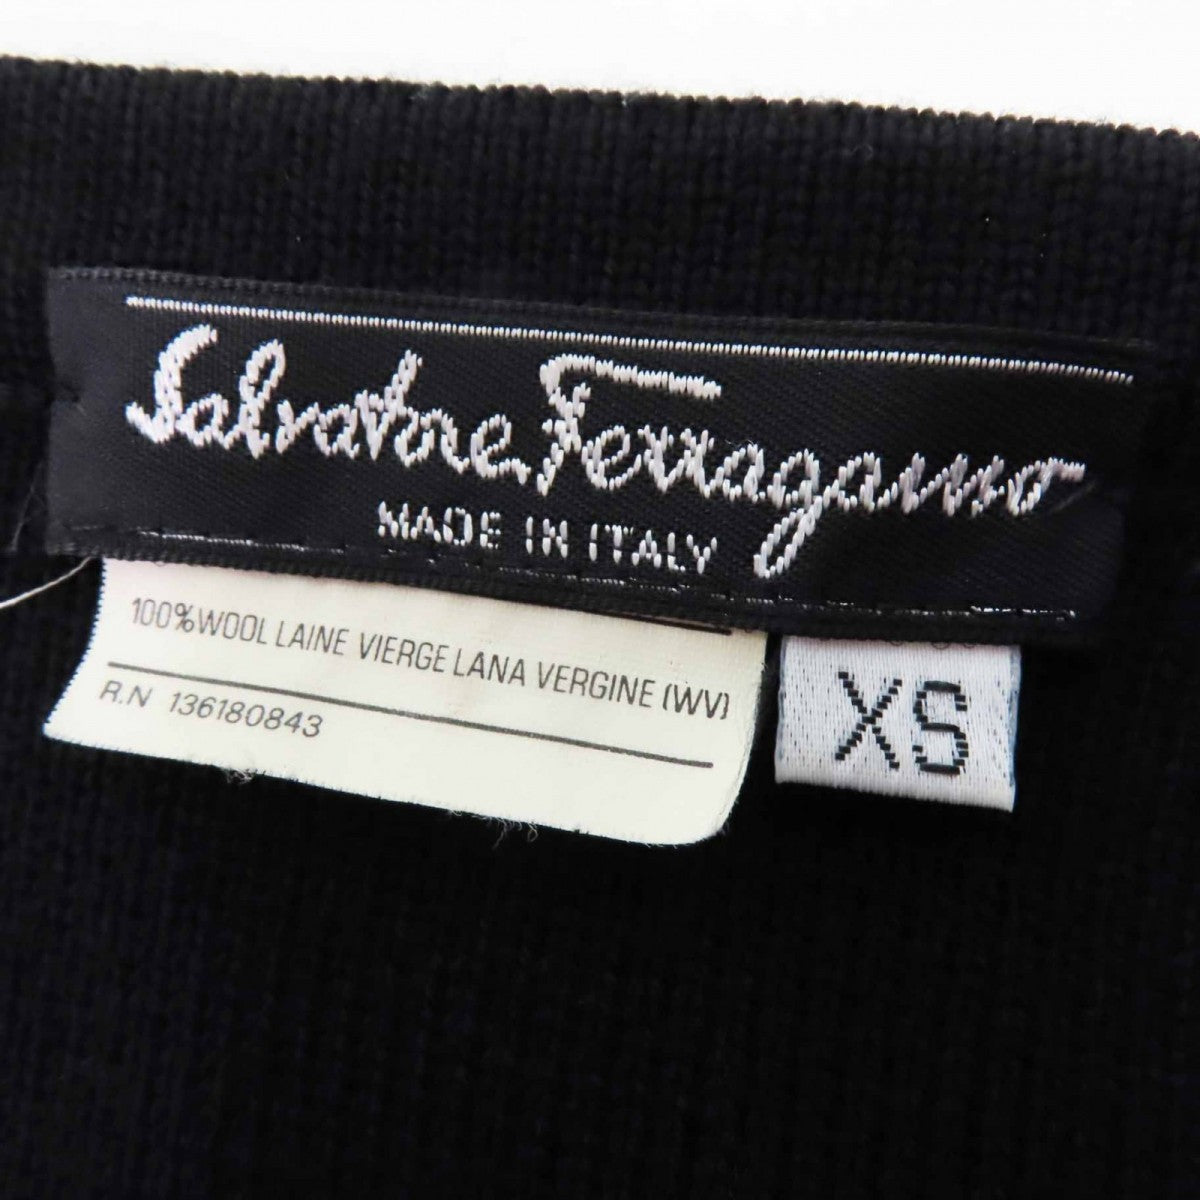 Salvatore Ferragamo
MADE IN ITALY
100%WOOL LAINE VIERGE LANA VERGINE (WV)
R.N 136180843
XS